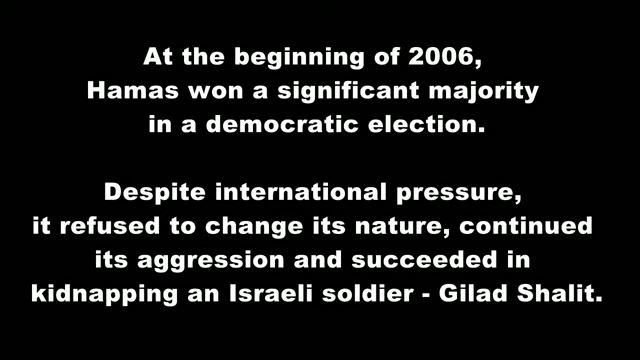 At the beginning of 2006,
Hamas won a significant majority
in a democratic election.
Despite international pressure,
it refused to change its nature, continued
its aggression and succeeded in
kidnapping an Israeli soldier - Gilad Shalit.